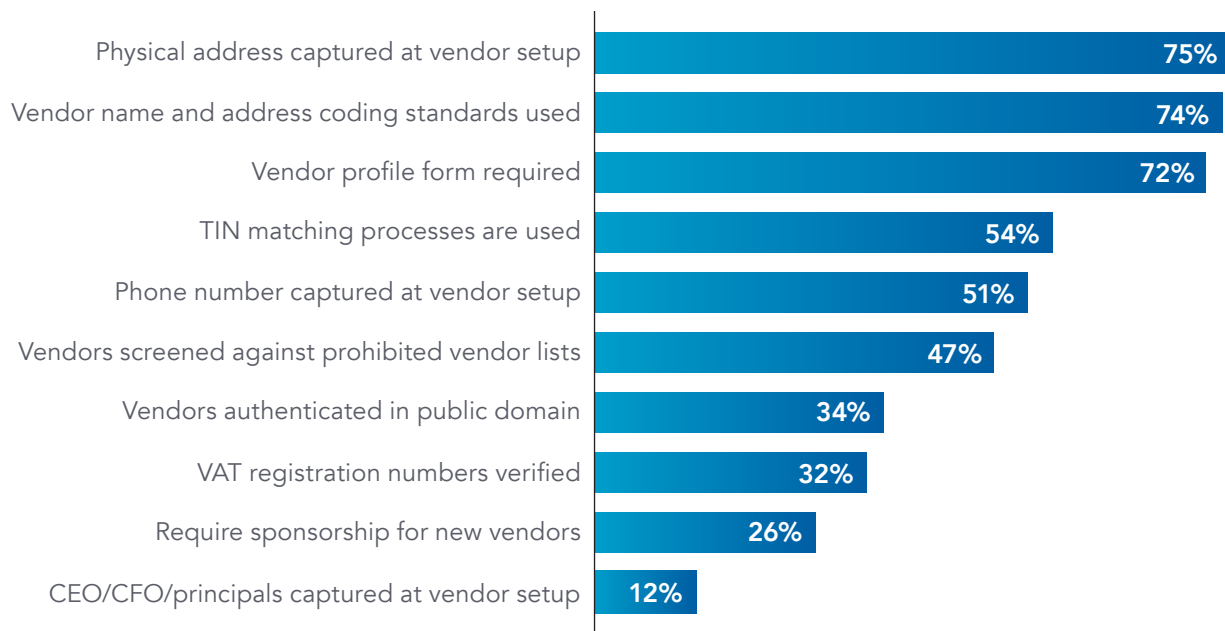 Physical address captured at vendor setup 75%
Vendor name and address coding standards used 74%
Vendor profile form required 72%
TIN matching processes are used 54%
Phone number captured at vendor setup 51%
Vendors screened against prohibited vendor lists 47%
Vendors authenticated in public domain 34%
VAT registration numbers verified 32%
Require sponsorship for new vendors 26%
CEO/CFO/principals captured at vendor setup 12%